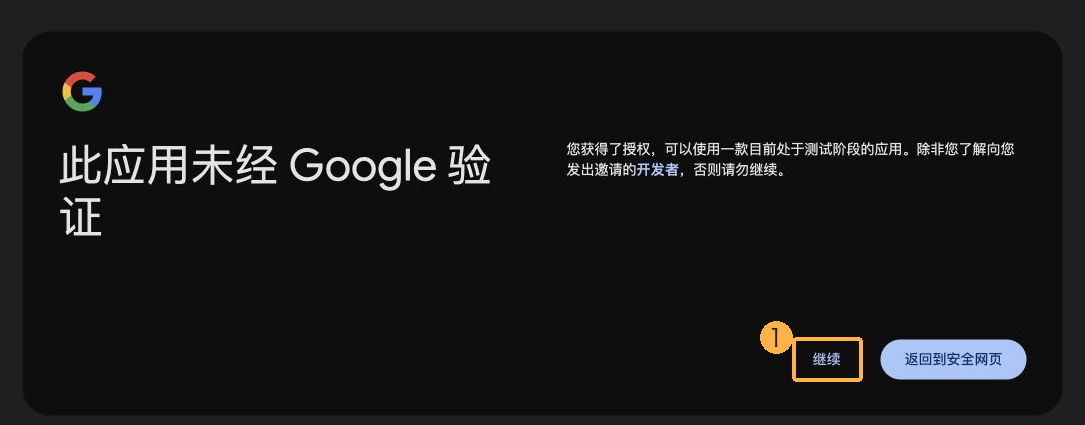 此应用未经 Google 验
证
您获得了授权，可以使用一款目前处于测试阶段的应用。除非您了解向您
发出邀请的开发者，否则请勿继续。
1
继续
返回到安全网页